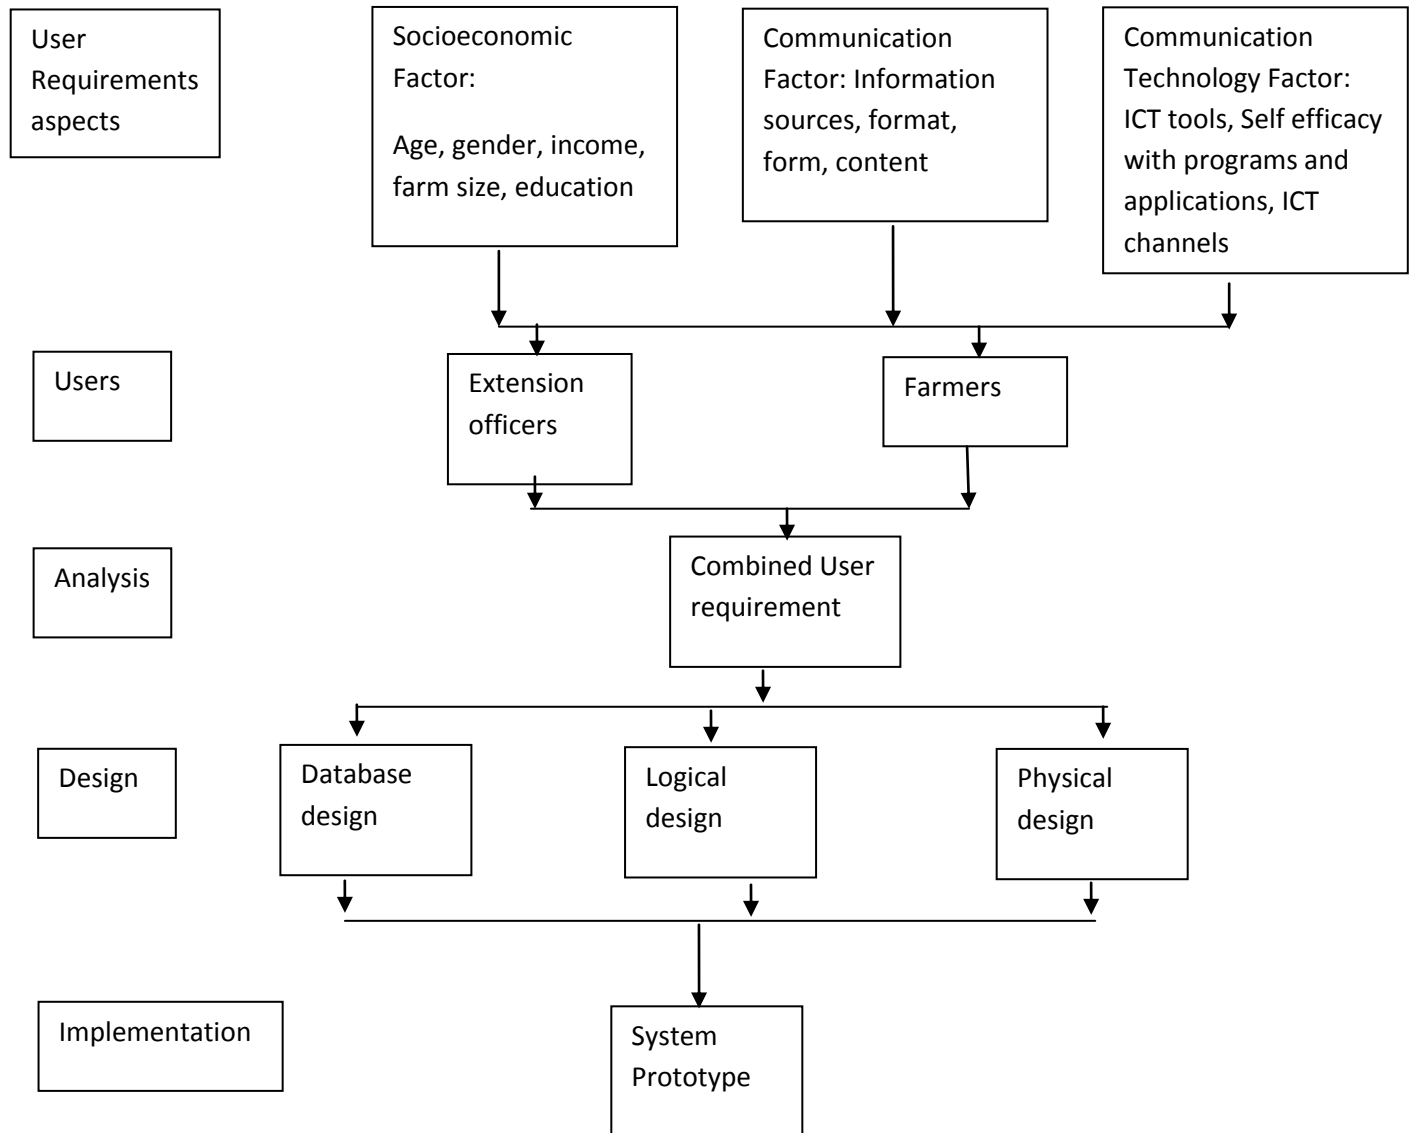 User
Requirements
aspects
Socioeconomic
Factor:
Age, gender, income,
farm size, education
Communication
Factor: Information
sources, format,
form, content
Communication
Technology Factor:
ICT tools, Self efficacy
with programs and
applications, ICT
channels
Users
Extension
officers
Farmers
Analysis
Combined User
requirement
Design
Database
design
Logical
design
Physical
design
Implementation
System
Prototype